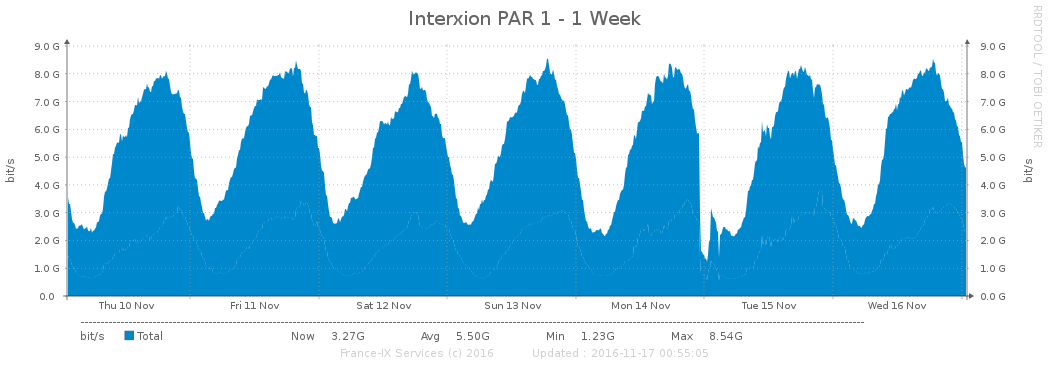 Interxion PAR 1 - 1 Week
RRDTOOL / TOBI OETIKER
9.0 G 9.0 G
8.0 G 8.0 G
7.0 G 7.0 G
6.0 G 6.0 G
5.0 G 5.0 G
4.0 G 4.0 G
3.0 G 3.0 G
2.0 G 2.0 G
1.0 G 1.0 G
0.0 0.0 G
bit/s bit/s
Thu 10 Nov Fri 11 Nov Sat 12 Nov Sun 13 Nov Mon 14 Nov Tue 15 Nov Wed 16 Nov
bit/s Total Now 3.27G Avg 5.50G Min 1.23G Max 8.54G
France-IX Services (c) 2016 Updated : 2016-11-17 00:55:05